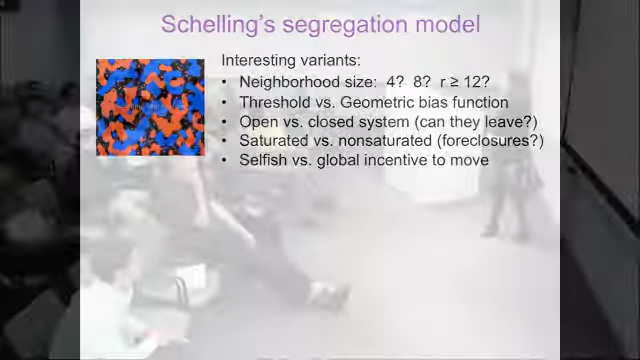 Schelling's segregation model
Interesting variants:
• Neighborhood size: 4? 8? r ≥ 12?
• Threshold vs. Geometric bias function
• Open vs. closed system (can they leave?)
• Saturated vs. nonsaturated (foreclosures?)
• Selfish vs. global incentive to move